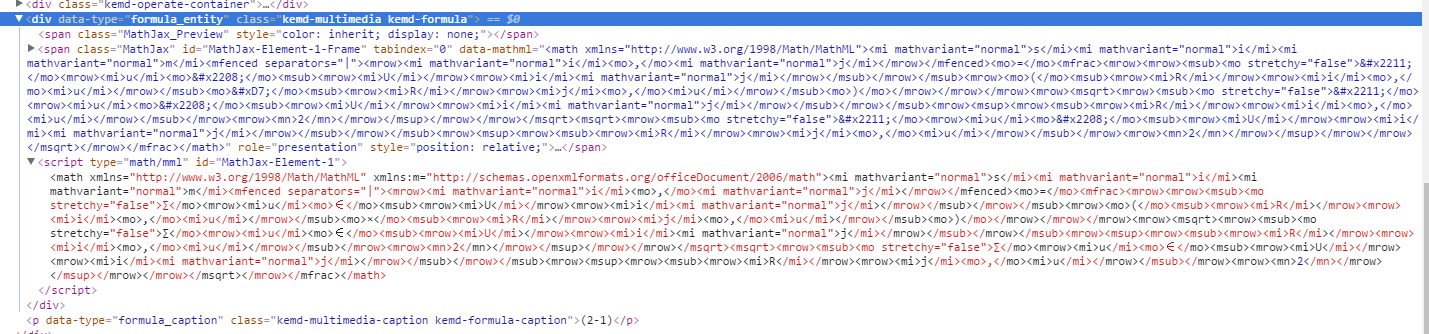 ▶<div class="kemd-operate-container">…</div>
▼<div data-type="formula_entity" class="kemd-multimedia kemd-formula"> == $0
<span class="MathJax_Preview" style="color: inherit; display: none;"></span>
▶<span class="MathJax" id="MathJax-Element-1-Frame" tabindex="0" data-mathml="<math xmlns="http://www.w3.org/1998/Math/MathML"><mi mathvariant="normal">s</mi><mi mathvariant="normal">i</mi><mi
mathvariant="normal">m</mi><mfenced separators="|"><mrow><mi mathvariant="normal">i</mi><mo>,</mo><mi mathvariant="normal">j</mi></mrow></mfenced><mo>=</mo><mfrac><mrow><mrow><msub><mo stretchy="false">&#x2211;
</mo><mrow><mi>u</mi><mo>&#x2208;</mo><msub><mrow><mi>U</mi></mrow><mrow><mi>i</mi><mi mathvariant="normal">j</mi></mrow></msub></mrow></msub><mrow><mo>(</mo><msub><mrow><mi>R</mi></mrow><mrow><mi>i</mi><mo>,
</mo><mi>u</mi></mrow></msub><mo>&#xD7;</mo><msub><mrow><mi>R</mi></mrow><mrow><mi>j</mi><mo>,</mo><mi>u</mi></mrow></msub><mo>)</mo></mrow></mrow></mrow><mrow><msqrt><mrow><msub><mo stretchy="false">&#x2211;</mo>
<mrow><mi>u</mi><mo>&#x2208;</mo><msub><mrow><mi>U</mi></mrow><mrow><mi>i</mi><mi mathvariant="normal">j</mi></mrow></msub></mrow></msub><mrow><msup><mrow><msub><mrow><mi>R</mi></mrow><mrow><mi>i</mi><mo>,</mo>
<mi>u</mi></mrow></msub></mrow><mrow><mn>2</mn></mrow></msup></mrow></mrow></msqrt><msqrt><mrow><msub><mo stretchy="false">&#x2211;</mo><mrow><mi>u</mi><mo>&#x2208;</mo><msub><mrow><mi>U</mi></mrow><mrow><mi>i</mi>
<mi mathvariant="normal">j</mi></mrow></msub></mrow></msub><mrow><msup><mrow><msub><mrow><mi>R</mi></mrow><mrow><mi>j</mi><mo>,</mo><mi>u</mi></mrow></msub></mrow><mrow><mn>2</mn></mrow></msup></mrow></mrow>
</msqrt></mrow></mfrac></math>" role="presentation" style="position: relative;">…</span>
▼<script type="math/mml" id="MathJax-Element-1">
<math xmlns="http://www.w3.org/1998/Math/MathML" xmlns:m="http://schemas.openxmlformats.org/officeDocument/2006/math"><mi mathvariant="normal">s</mi><mi mathvariant="normal">i</mi><mi
mathvariant="normal">m</mi><mfenced separators="|"><mrow><mi mathvariant="normal">i</mi><mo>,</mo><mi mathvariant="normal">j</mi></mrow></mfenced><mo>=</mo><mfrac><mrow><mrow><msub><mo
stretchy="false">∑</mo><mrow><mi>u</mi><mo>∈</mo><msub><mrow><mi>U</mi></mrow><mrow><mi>i</mi><mi mathvariant="normal">j</mi></mrow></msub></mrow></msub><mrow><mo>(</mo><msub><mrow><mi>R</mi></mrow><mrow>
<mi>i</mi><mo>,</mo><mi>u</mi></mrow></msub><mo>×</mo><msub><mrow><mi>R</mi></mrow><mrow><mi>j</mi><mo>,</mo><mi>u</mi></mrow></msub><mo>)</mo></mrow></mrow></mrow><mrow><msqrt><mrow><msub><mo
stretchy="false">∑</mo><mrow><mi>u</mi><mo>∈</mo><msub><mrow><mi>U</mi></mrow><mrow><mi>i</mi><mi mathvariant="normal">j</mi></mrow></msub></mrow></msub><mrow><msup><mrow><msub><mrow><mi>R</mi></mrow><mrow>
<mi>i</mi><mo>,</mo><mi>u</mi></mrow></msub></mrow><mrow><mn>2</mn></mrow></msup></mrow></mrow></msqrt><msqrt><mrow><msub><mo stretchy="false">∑</mo><mrow><mi>u</mi><mo>∈</mo><msub><mrow><mi>U</mi></mrow>
<mrow><mi>i</mi><mi mathvariant="normal">j</mi></mrow></msub></mrow></msub><mrow><msup><mrow><msub><mrow><mi>R</mi></mrow><mrow><mi>j</mi><mo>,</mo><mi>u</mi></mrow></msub></mrow><mrow><mn>2</mn></mrow>
</msup></mrow></mrow></msqrt></mrow></mfrac></math>
</script>
</div>
<p data-type="formula_caption" class="kemd-multimedia-caption kemd-formula-caption">(2-1)</p>